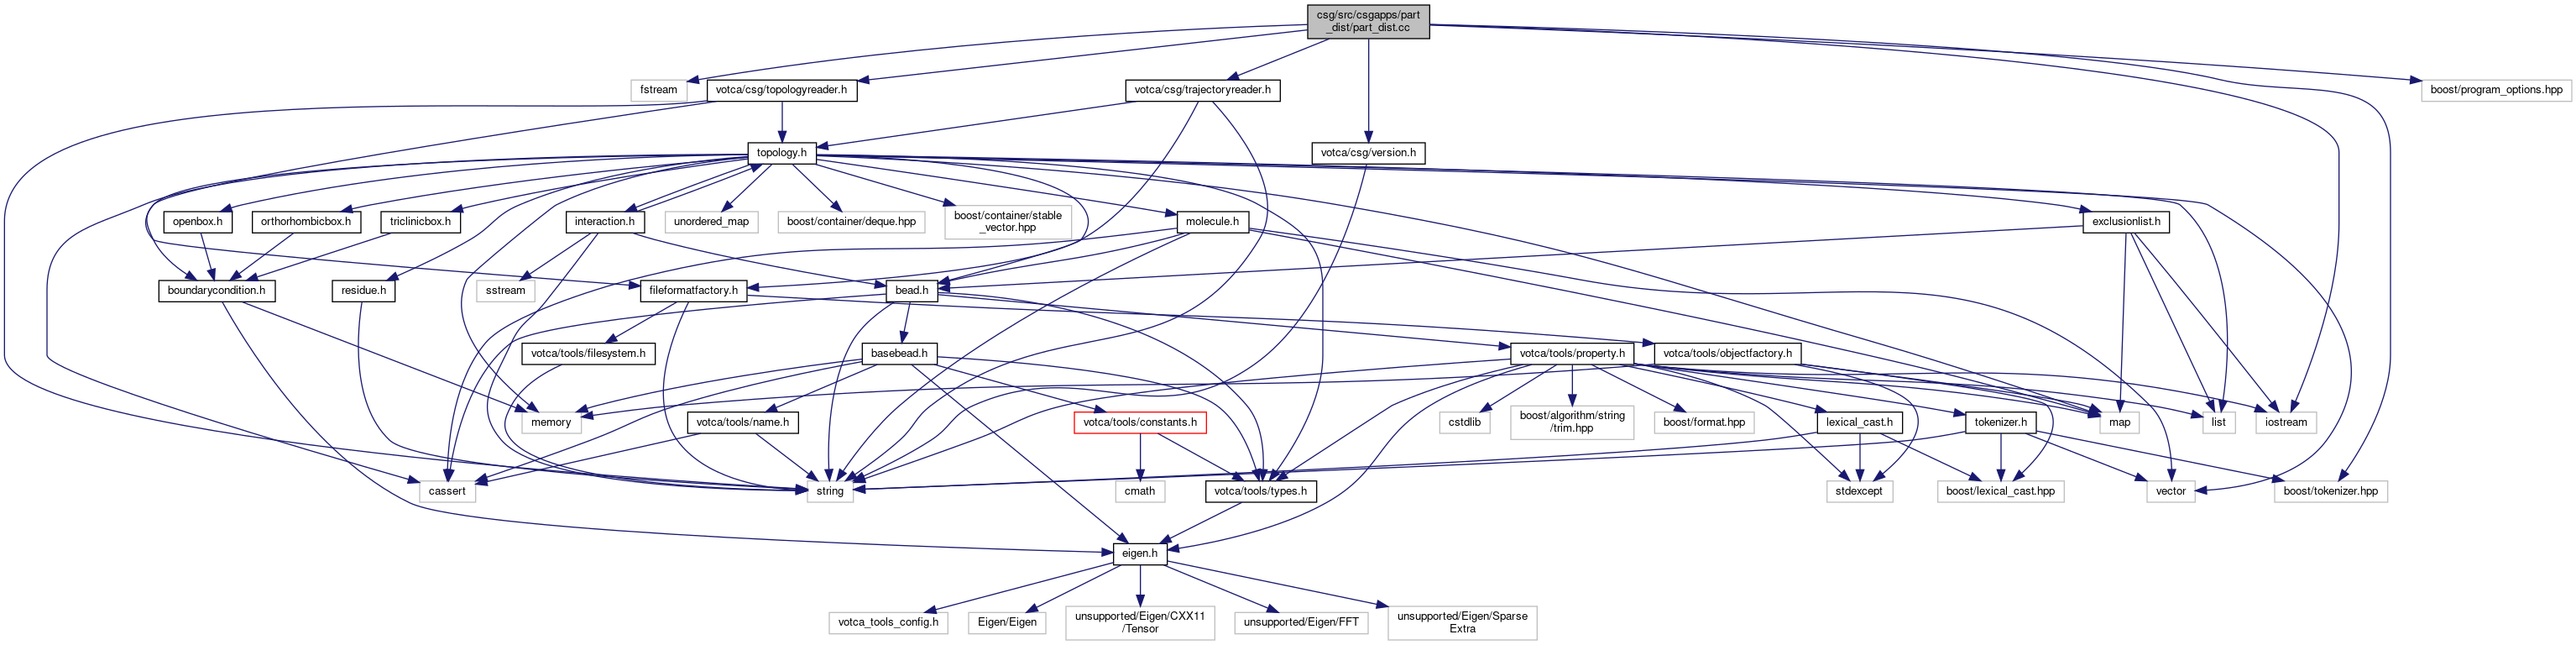 csg/src/csgapps/part
_dist/part_dist.cc
fstream
votca/csg/topologyreader.h
votca/csg/trajectoryreader.h
boost/program_options.hpp
topology.h
votca/csg/version.h
openbox.h
orthorhombicbox.h
triclinicbox.h
interaction.h
unordered_map
boost/container/deque.hpp
boost/container/stable
_vector.hpp
molecule.h
exclusionlist.h
boundarycondition.h
residue.h
sstream
fileformatfactory.h
bead.h
votca/tools/filesystem.h
basebead.h
votca/tools/property.h
votca/tools/objectfactory.h
memory
votca/tools/name.h
votca/tools/constants.h
cstdlib
boost/algorithm/string
/trim.hpp
boost/format.hpp
lexical_cast.h
tokenizer.h
map
list
iostream
cassert
string
cmath
votca/tools/types.h
stdexcept
boost/lexical_cast.hpp
vector
boost/tokenizer.hpp
eigen.h
votca_tools_config.h
Eigen/Eigen
unsupported/Eigen/CXX11
/Tensor
unsupported/Eigen/FFT
unsupported/Eigen/Sparse
Extra